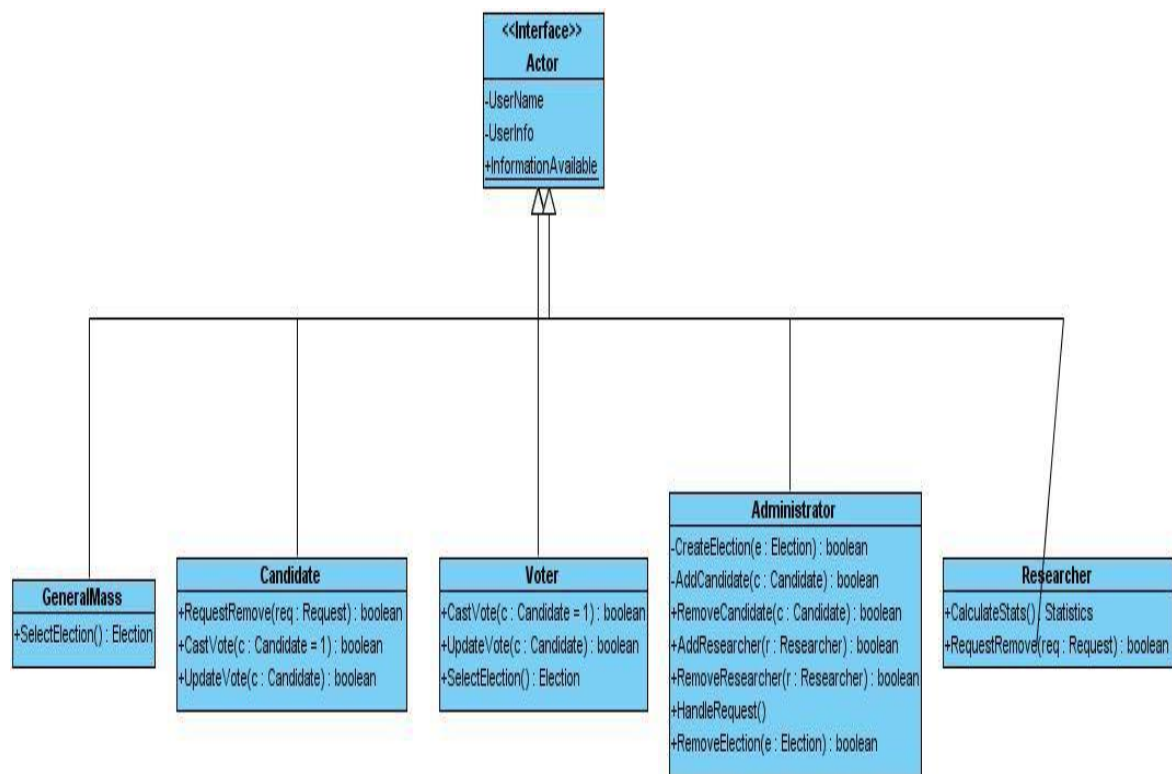 <<Interface>>
Actor
-UserName
-UserInfo
+InformationAvailable
GeneralMass
+SelectElection() : Election
Candidate
+RequestRemove(req : Request) : boolean
+CastVote(c : Candidate = 1) : boolean
+UpdateVote(c : Candidate) : boolean
Voter
+CastVote(c : Candidate = 1) : boolean
+UpdateVote(c : Candidate) : boolean
+SelectElection() : Election
Administrator
-CreateElection(e : Election) : boolean
-AddCandidate(c : Candidate) : boolean
+RemoveCandidate(c : Candidate) : boolean
+AddResearcher(r : Researcher) : boolean
+RemoveResearcher(r : Researcher) : boolean
+HandleRequest()
+RemoveElection(e : Election) : boolean
Researcher
+CalculateStats() : Statistics
+RequestRemove(req : Request) : boolean